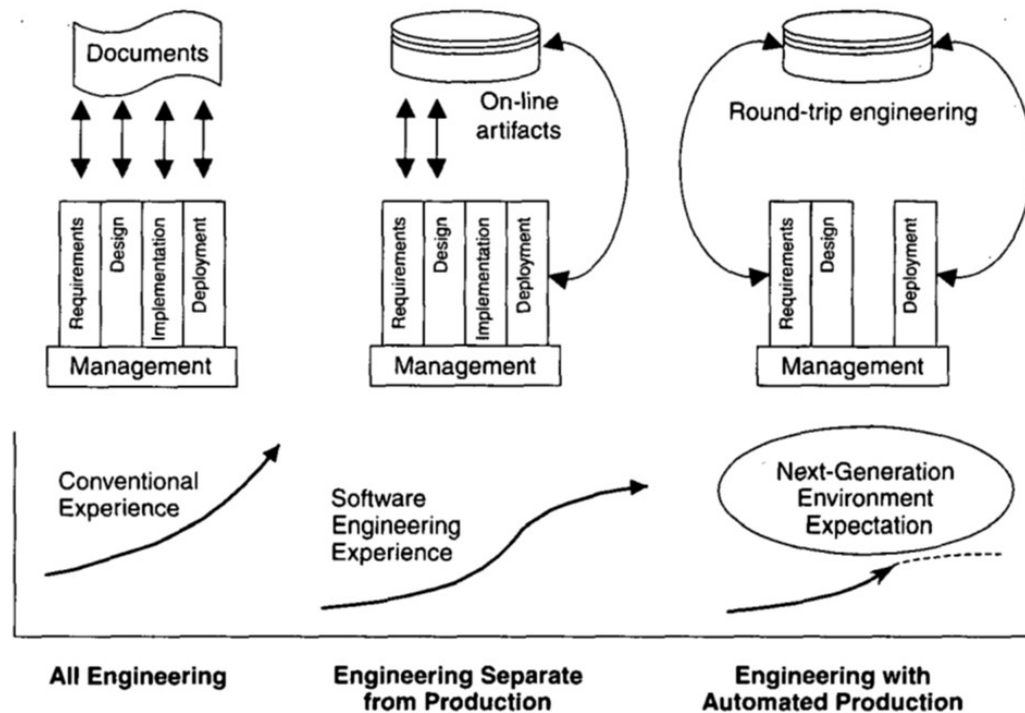 Documents
On-line
artifacts
Round-trip engineering
Requirements
Design
Implementation
Deployment
Management
Requirements
Design
Implementation
Deployment
Management
Requirements
Design
Deployment
Management
Conventional
Experience
Software
Engineering
Experience
Next-Generation
Environment
Expectation
All Engineering
Engineering Separate
from Production
Engineering with
Automated Production